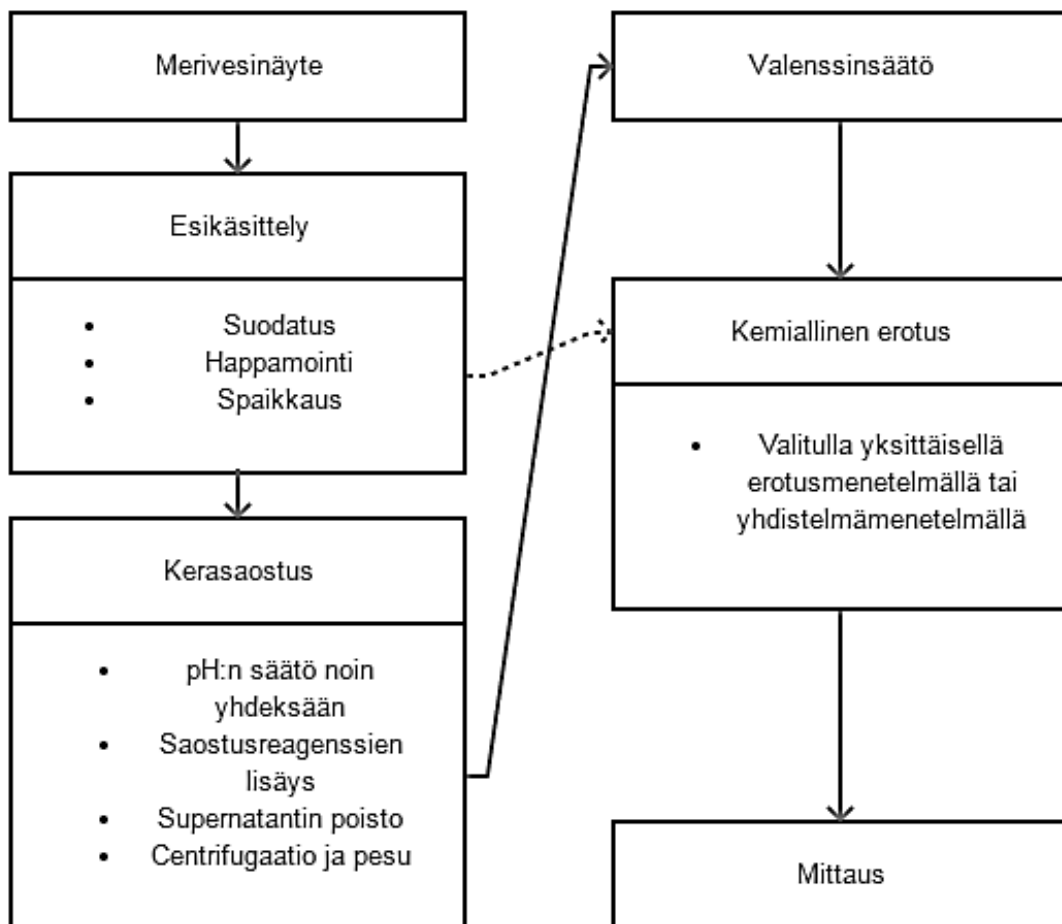 Merivesinäyte
Esikäsittely
• Suodatus
• Happamointi
• Spaikkaus
Kerasaostus
• pH:n säätö noin
yhdeksään
• Saostusreagenssien
lisäys
• Supernatantin poisto
• Centrifugaatio ja pesu
Valenssinsäätö
Kemiallinen erotus
• Valitulla yksittäisellä
erotusmenetelmällä tai
yhdistelmämenetelmällä
Mittaus